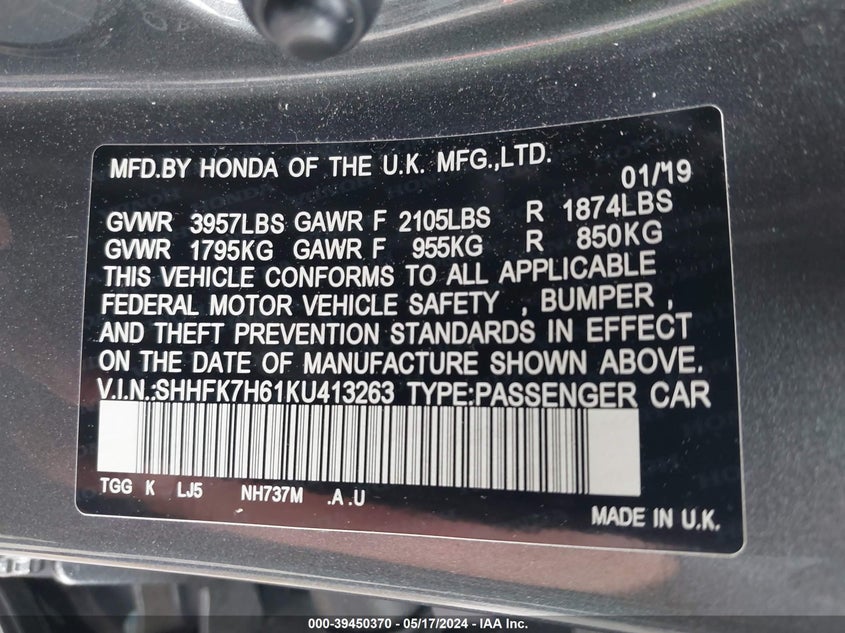 MFD.BY HONDA OF THE U.K. MFG.,LTD.
01/19
GVWR 3957LBS GAWR F 2105LBS R 1874LBS
GVWR 1795KG GAWR F 955KG R 850KG
THIS VEHICLE CONFORMS TO ALL APPLICABLE
FEDERAL MOTOR VEHICLE SAFETY , BUMPER ,
AND THEFT PREVENTION STANDARDS IN EFFECT
ON THE DATE OF MANUFACTURE SHOWN ABOVE.
V.I.N.:SHHFK7H61KU413263 TYPE:PASSENGER CAR
TGG K LJ5 NH737M .A .U
MADE IN U.K.
000-39450370 / 05/17/2024 - IAA Inc.